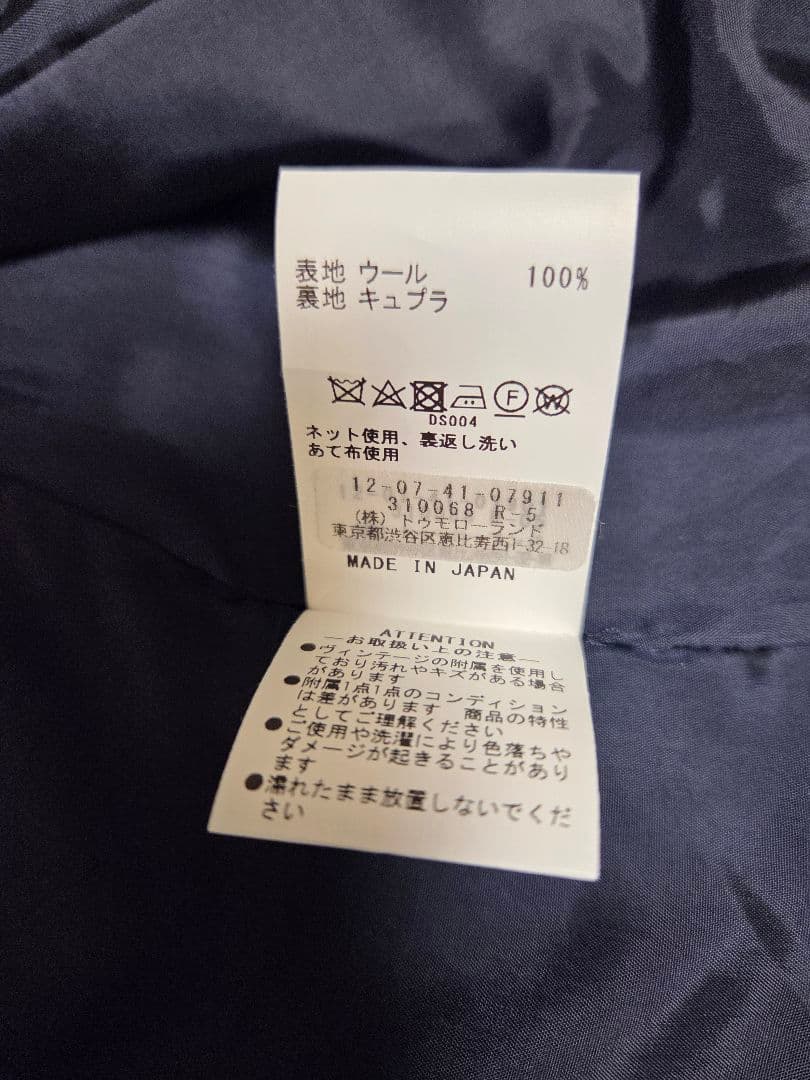 表地 ウール 100%
裏地 キュプラ
F W
DS004
ネット使用、裏返し洗い
あて布使用
12-07-41-07911
310068 R-5
(株) トゥモローランド
東京都渋谷区恵比寿西1-32-18
MADE IN JAPAN
ATTENTION
―お取扱い上の注意―
●ヴィンテージの附属を使用し
ており汚れやキズがある場合
があります
●附属1点1点のコンディション
は差があります 商品の特性
としてご理解ください
●ご使用や洗濯により色落ちや
ダメージが起きることがあり
ます
●濡れたまま放置しないでくだ
さい